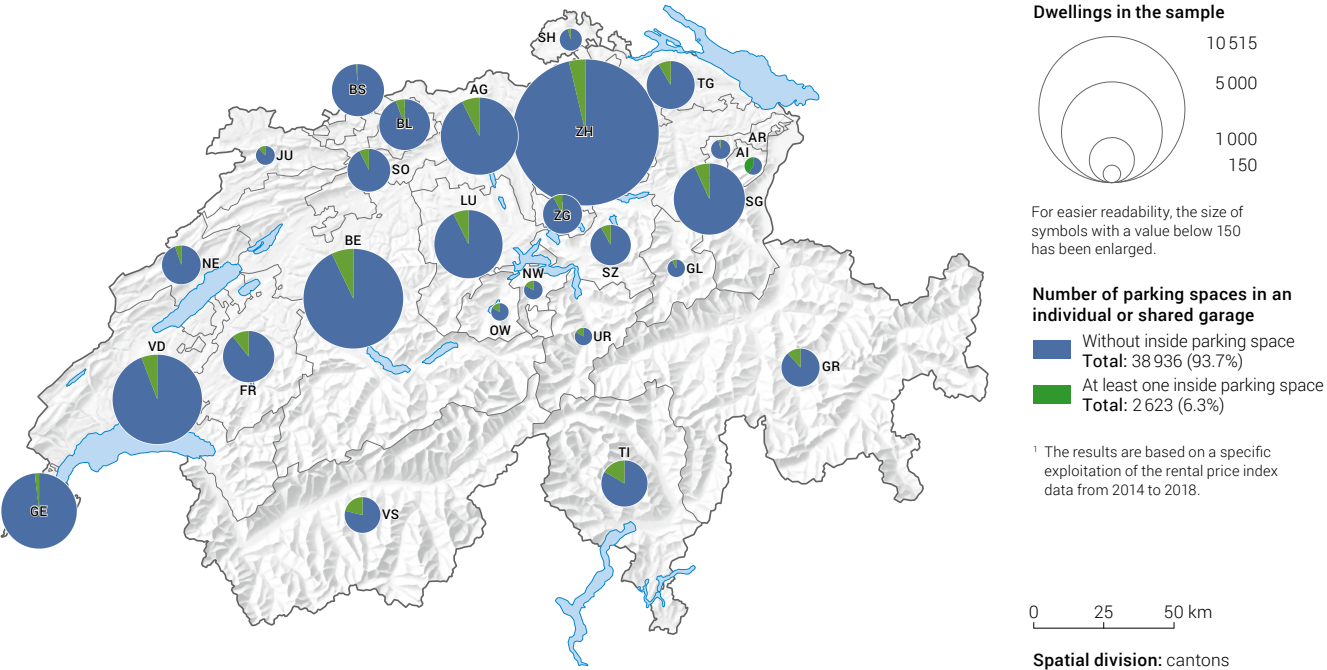 SH
BS
AG
TG
BL
ZH
AR
JU
AI
SO
LU
ZG
SG
BE
NE
SZ
GL
NW
OW
UR
VD
FR
GR
TI
GE
VS
Dwellings in the sample
10 515
5 000
1 000
150
For easier readability, the size of
symbols with a value below 150
has been enlarged.
Number of parking spaces in an
individual or shared garage
Without inside parking space
Total: 38 936 (93.7%)
At least one inside parking space
Total: 2 623 (6.3%)
1 The results are based on a specific
exploitation of the rental price index
data from 2014 to 2018.
0 25 50 km
Spatial division: cantons